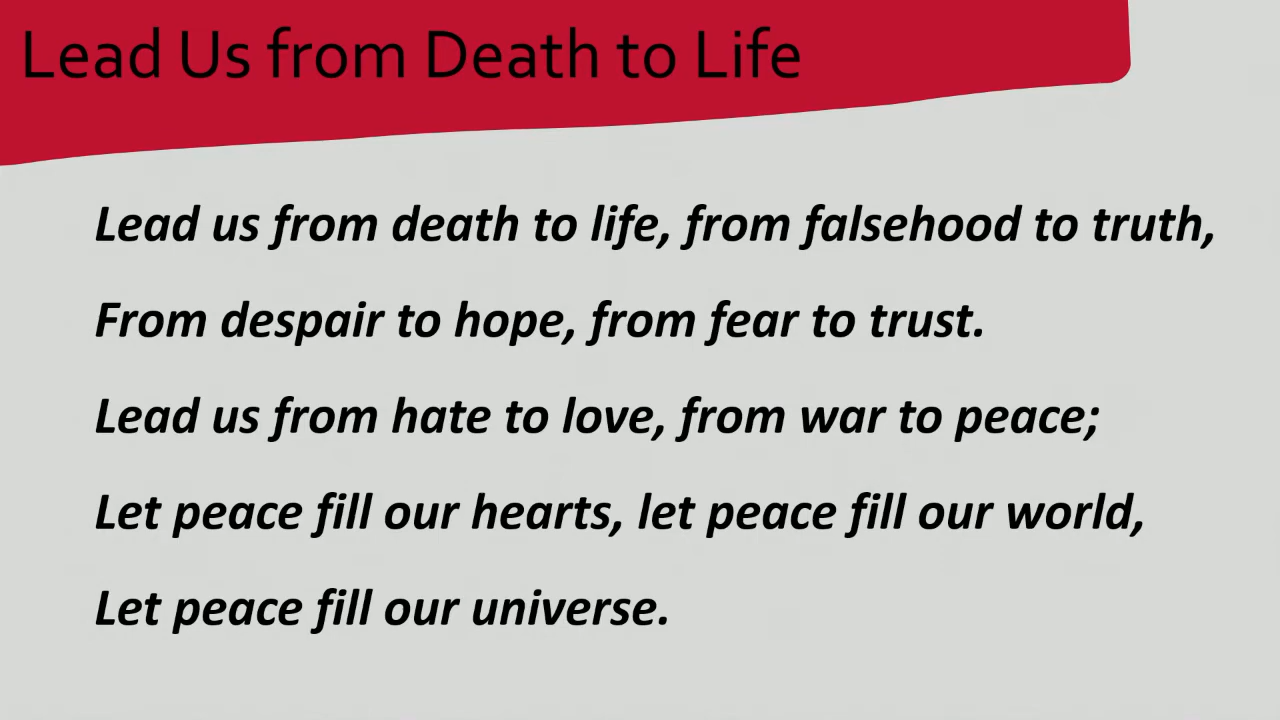 Lead Us from Death to Life
Lead us from death to life, from falsehood to truth,
From despair to hope, from fear to trust.
Lead us from hate to love, from war to peace;
Let peace fill our hearts, let peace fill our world,
Let peace fill our universe.